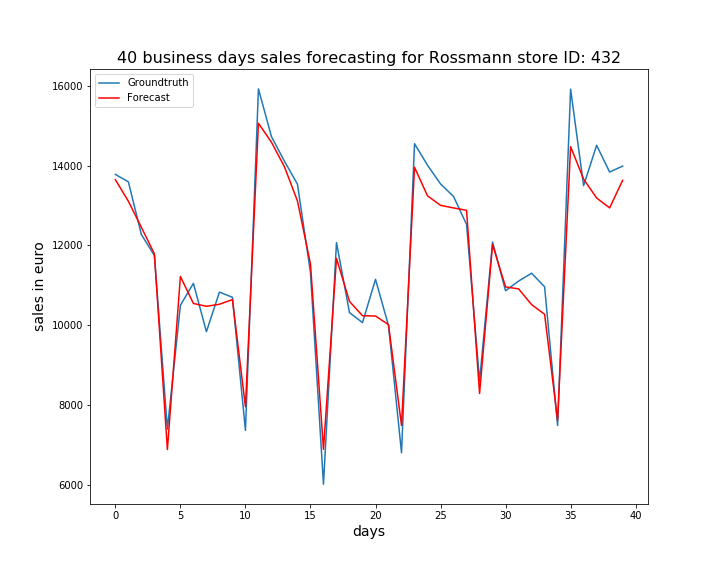 40 business days sales forecasting for Rossmann store ID: 432
Groundtruth
Forecast
sales in euro
16000
14000
12000
10000
8000
6000
0 5 10 15 20 25 30 35 40
days